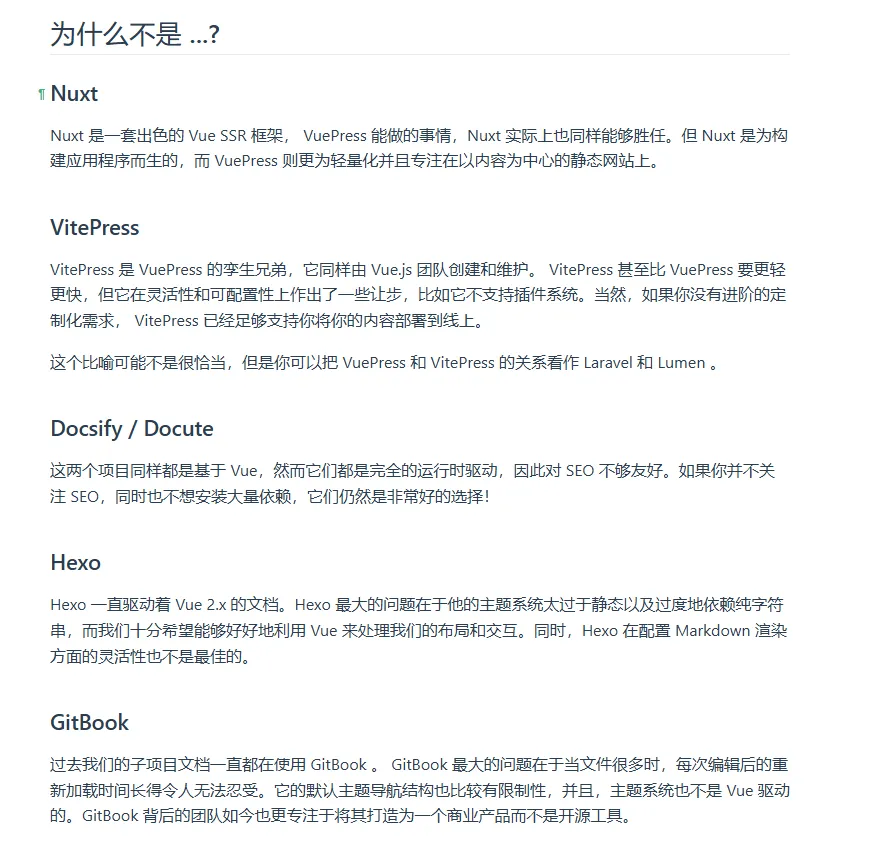 为什么不是 ...?
¶ Nuxt
Nuxt 是一套出色的 Vue SSR 框架， VuePress 能做的事情，Nuxt 实际上也同样能够胜任。但 Nuxt 是为构
建应用程序而生的，而 VuePress 则更为轻量化并且专注在以内容为中心的静态网站上。
VitePress
VitePress 是 VuePress 的孪生兄弟，它同样由 Vue.js 团队创建和维护。 VitePress 甚至比 VuePress 要更轻
更快，但它在灵活性和可配置性上作出了一些让步，比如它不支持插件系统。当然，如果你没有进阶的定
制化需求， VitePress 已经足够支持你将你的内容部署到线上。
这个比喻可能不是很恰当，但是你可以把 VuePress 和 VitePress 的关系看作 Laravel 和 Lumen 。
Docsify / Docute
这两个项目同样都是基于 Vue，然而它们都是完全的运行时驱动，因此对 SEO 不够友好。如果你并不关
注 SEO，同时也不想安装大量依赖，它们仍然是非常好的选择！
Hexo
Hexo 一直驱动着 Vue 2.x 的文档。Hexo 最大的问题在于他的主题系统太过于静态以及过度地依赖纯字符
串，而我们十分希望能够好好地利用 Vue 来处理我们的布局和交互。同时，Hexo 在配置 Markdown 渲染
方面的灵活性也不是最佳的。
GitBook
过去我们的子项目文档一直都在使用 GitBook 。 GitBook 最大的问题在于当文件很多时，每次编辑后的重
新加载时间长得令人无法忍受。它的默认主题导航结构也比较有限制性，并且，主题系统也不是 Vue 驱动
的。GitBook 背后的团队如今也更专注于将其打造为一个商业产品而不是开源工具。